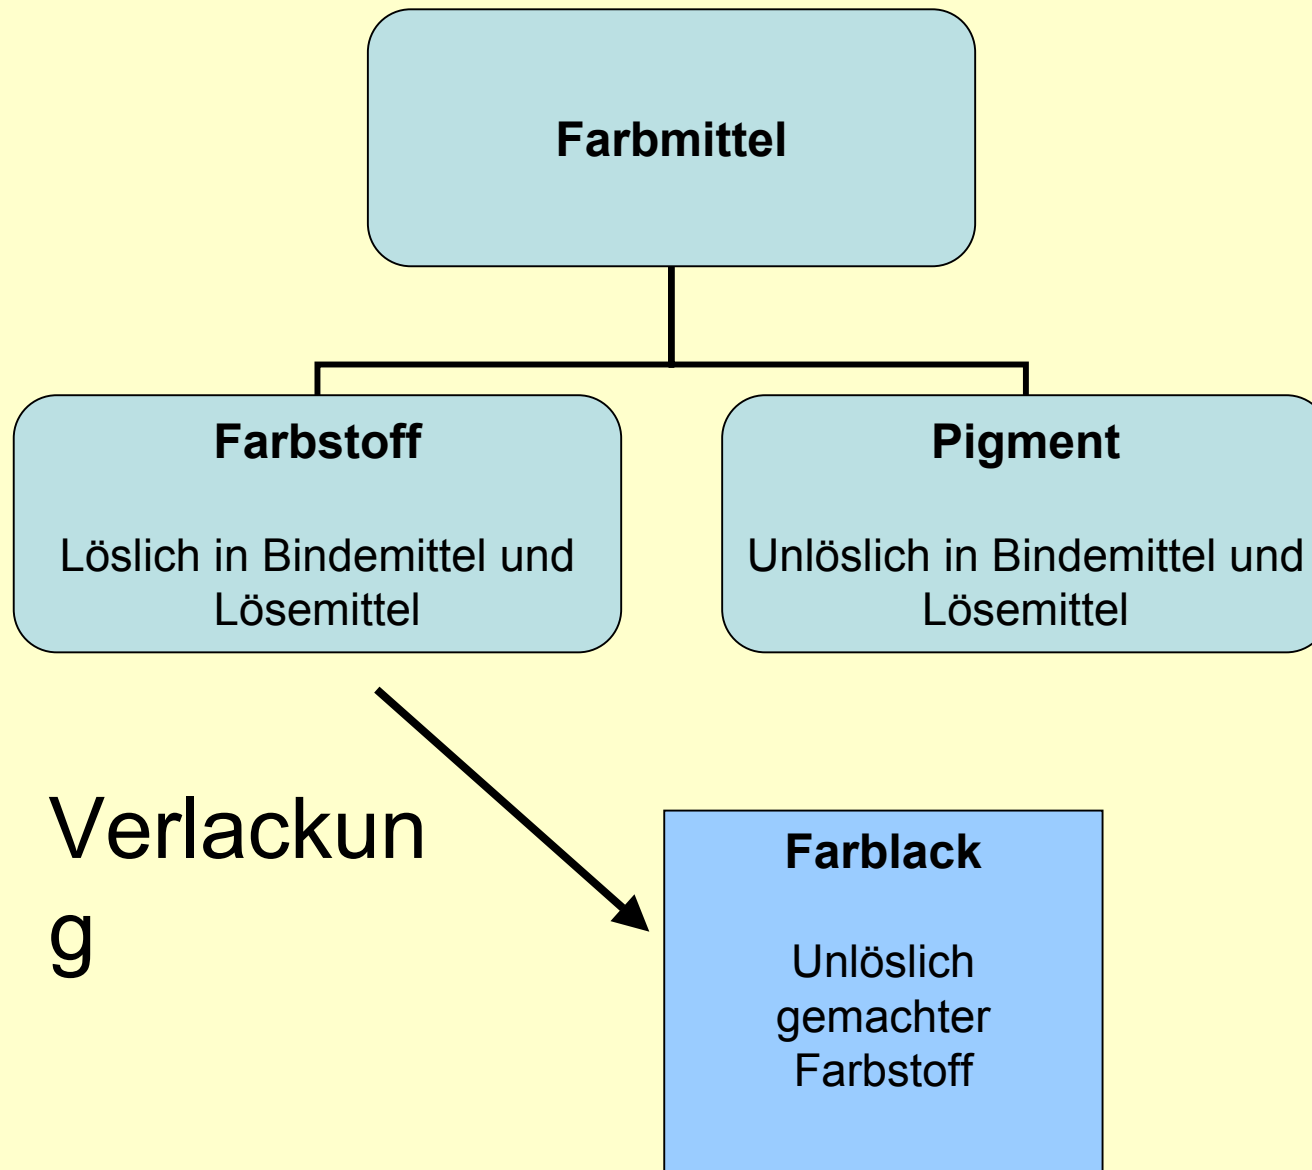 Farbmittel
Farbstoff
Löslich in Bindemittel und
Lösemittel
Pigment
Unlöslich in Bindemittel und
Lösemittel
Verlackun
g
Farblack
Unlöslich
gemachter
Farbstoff